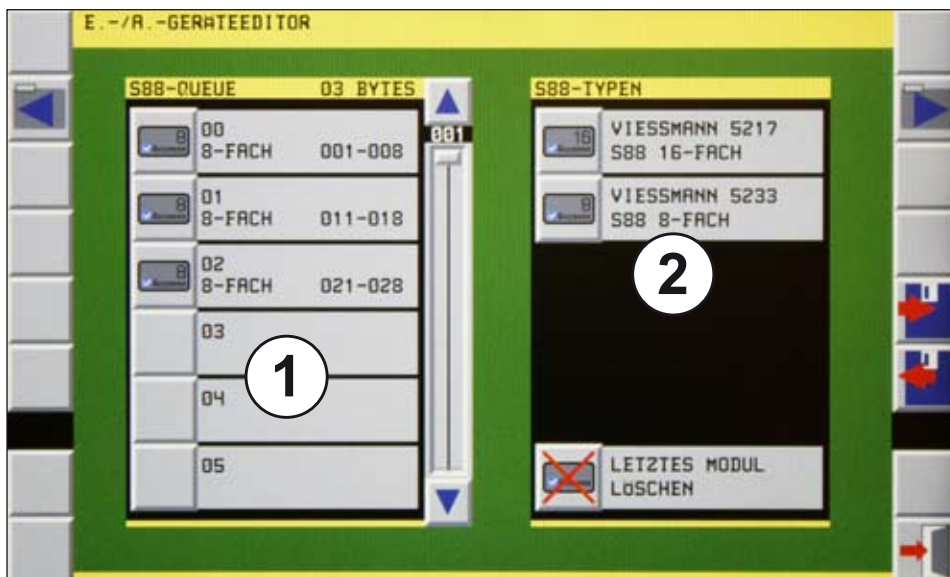 E.-/A.-GERÄTEEDITOR
S88-QUEUE 03 BYTES
001
8
00
8-FACH 001-008
8
01
8-FACH 011-018
8
02
8-FACH 021-028
03
04
05
1
S88-TYPEN
16
VIESSMANN 5217
S88 16-FACH
8
VIESSMANN 5233
S88 8-FACH
2
LETZTES MODUL
LÖSCHEN